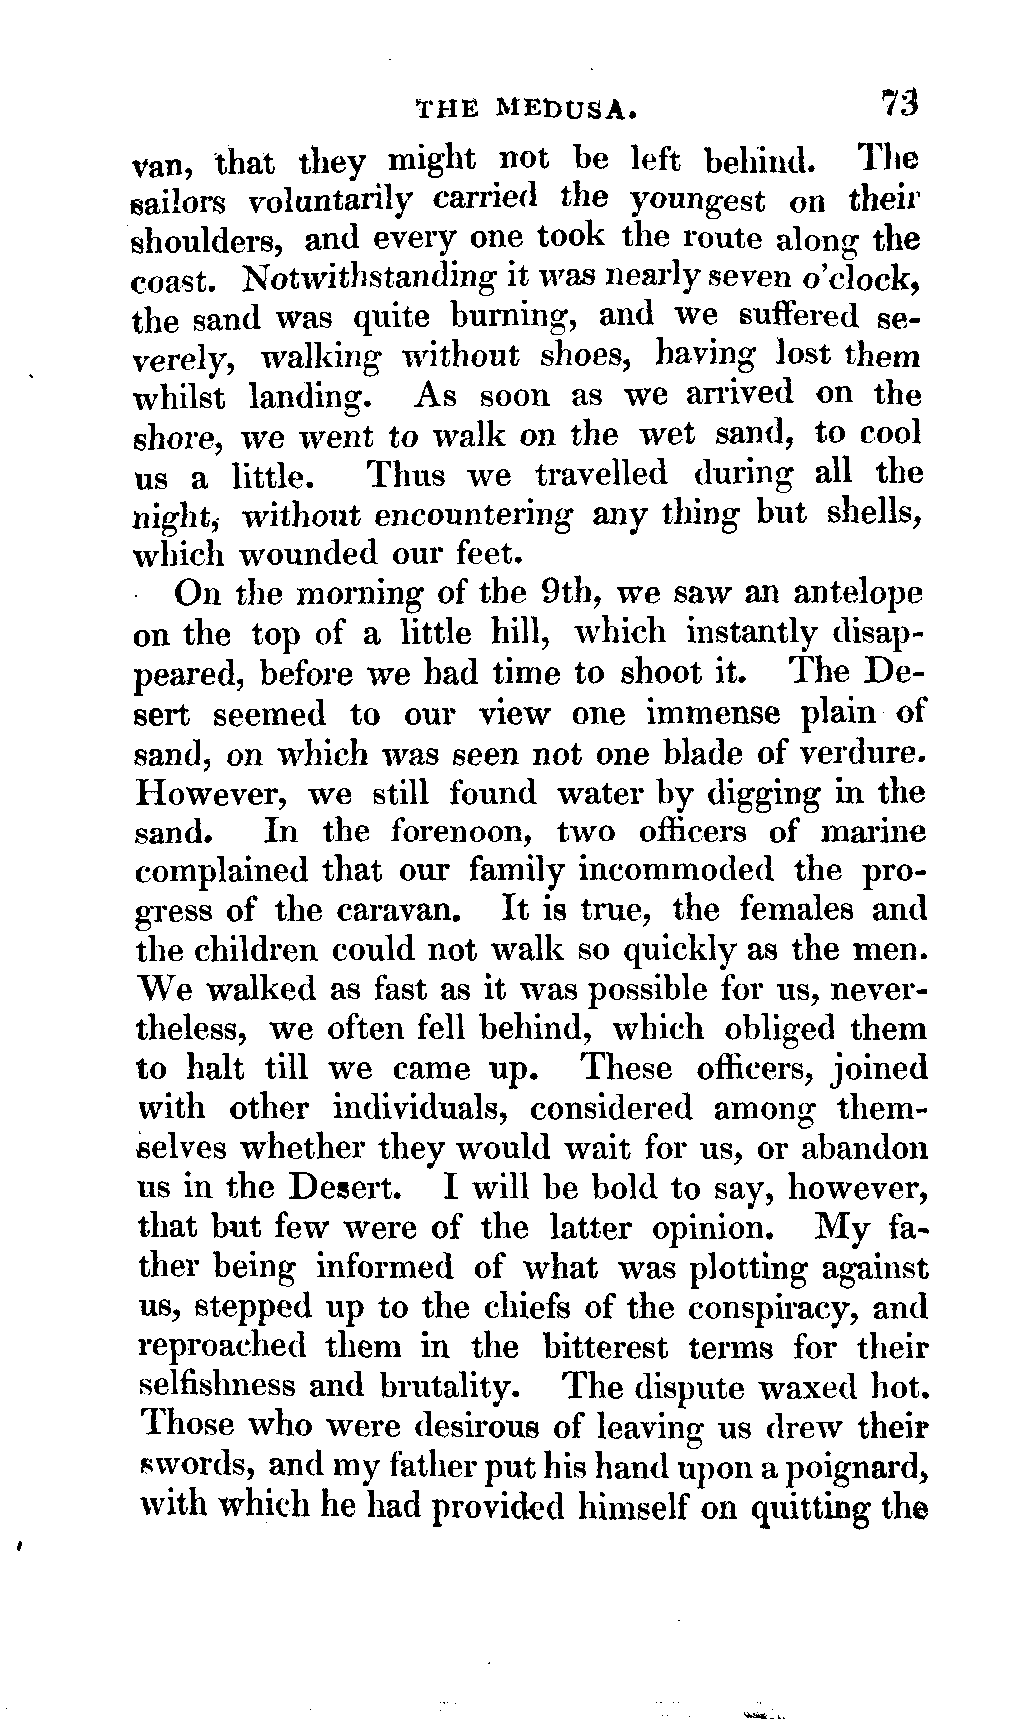 THE MEDUSA. 73
van, that they might not be left behind. The
sailors voluntarily carried the youngest on their
shoulders, and every one took the route along the
coast. Notwithstanding it was nearly seven o'clock,
the sand was quite burning, and we suffered se-
verely, walking without shoes, having lost them
whilst landing. As soon as we arrived on the
shore, we went to walk on the wet sand, to cool
us a little. Thus we travelled during all the
night, without encountering any thing but shells,
which wounded our feet.
On the morning of the 9th, we saw an antelope
on the top of a little hill, which instantly disap-
peared, before we had time to shoot it. The De-
sert seemed to our view one immense plain of
sand, on which was seen not one blade of verdure.
However, we still found water by digging in the
sand. In the forenoon, two officers of marine
complained that our family incommoded the pro-
gress of the caravan. It is true, the females and
the children could not walk so quickly as the men.
We walked as fast as it was possible for us, never-
theless, we often fell behind, which obliged them
to halt till we came up. These officers, joined
with other individuals, considered among them-
selves whether they would wait for us, or abandon
us in the Desert. I will be bold to say, however,
that but few were of the latter opinion. My fa-
ther being informed of what was plotting against
us, stepped up to the chiefs of the conspiracy, and
reproached them in the bitterest terms for their
selfishness and brutality. The dispute waxed hot.
Those who were desirous of leaving us drew their
swords, and my father put his hand upon a poignard,
with which he had provided himself on quitting the